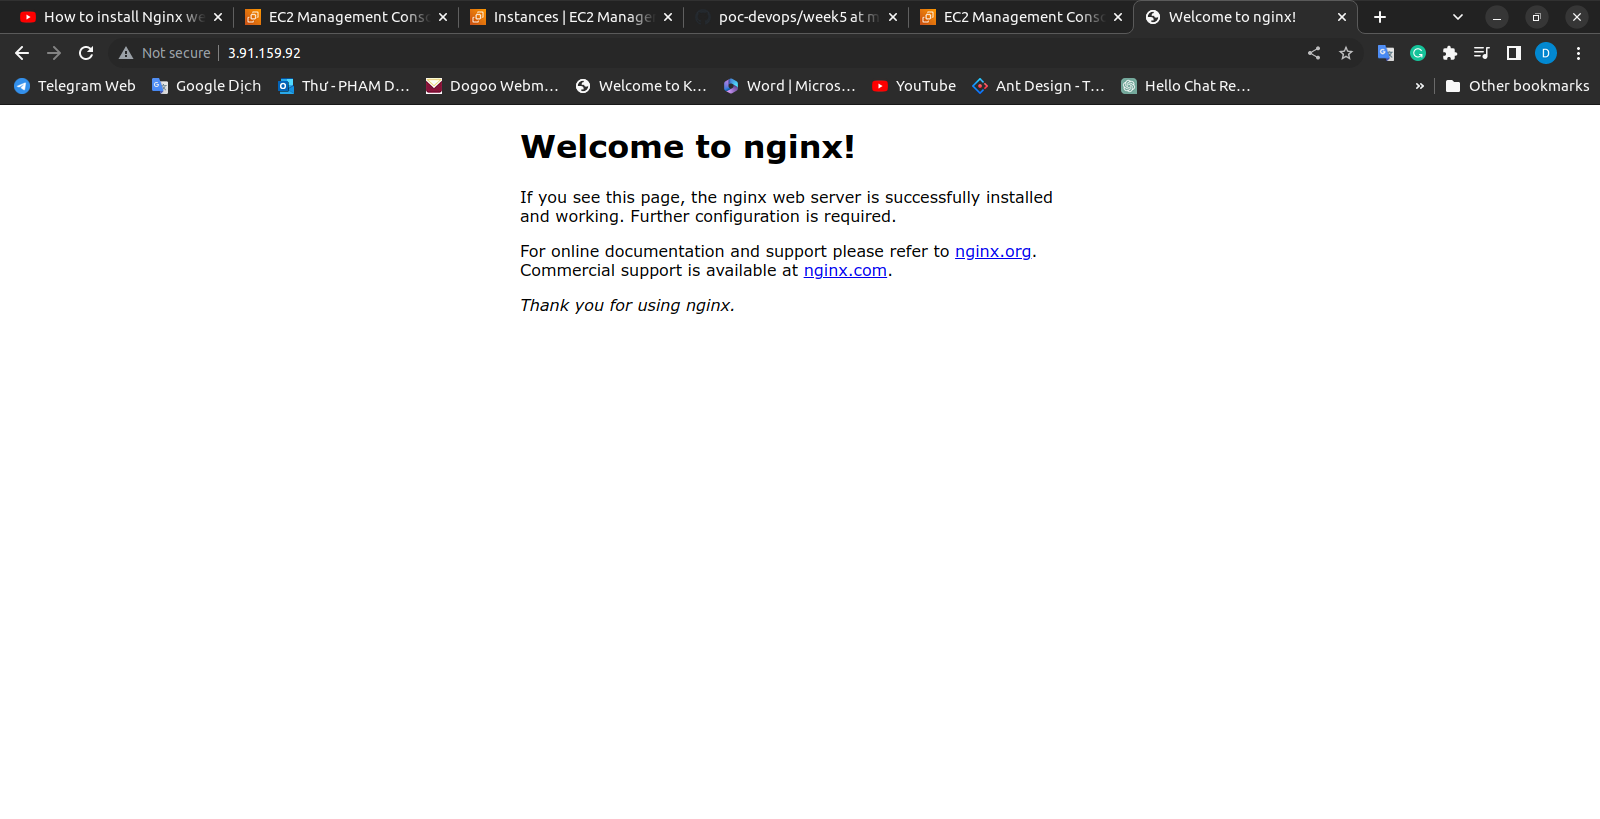 How to install Nginx we
EC2 Management Conso
Instances | EC2 Manager
poc-devops/week5 at m
EC2 Management Conso
Welcome to nginx!
Not secure
3.91.159.92
D
Telegram Web
Google Dịch
Thư - PHAM D...
Dogoo Webm...
Welcome to K...
Word | Micros...
YouTube
Ant Design - T...
Hello Chat Re...
»
Other bookmarks
Welcome to nginx!
If you see this page, the nginx web server is successfully installed
and working. Further configuration is required.
For online documentation and support please refer to nginx.org.
Commercial support is available at nginx.com.
Thank you for using nginx.